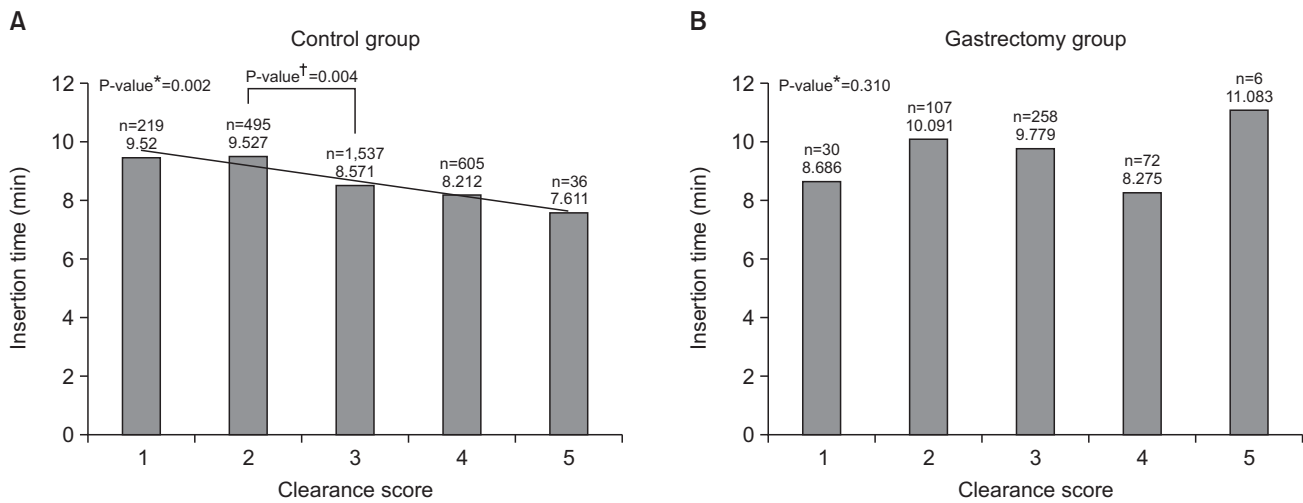 A
Control group
P-value*=0.002
P-value†=0.004
n=219
9.52
n=495
9.527
n=1,537
8.571
n=605
8.212
n=36
7.611
12
10
8
6
4
2
0
Insertion time (min)
1 2 3 4 5
Clearance score
B
Gastrectomy group
P-value*=0.310
n=30
8.686
n=107
10.091
n=258
9.779
n=72
8.275
n=6
11.083
12
10
8
6
4
2
0
Insertion time (min)
1 2 3 4 5
Clearance score